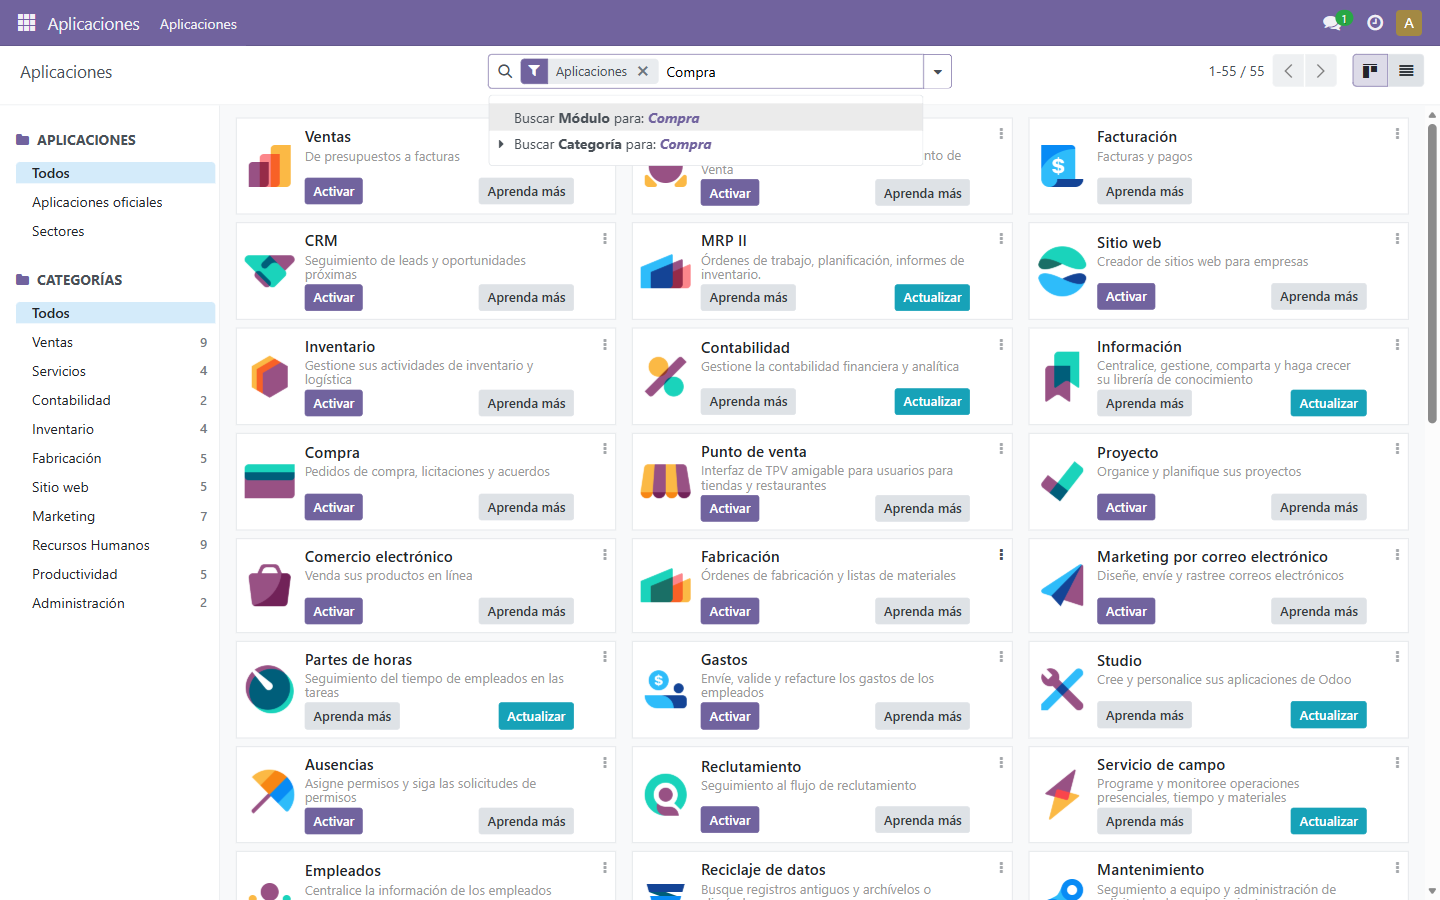 Aplicaciones Aplicaciones 1 A
Aplicaciones
Aplicaciones Compra
1-55 / 55
Buscar Módulo para: Compra
Buscar Categoría para: Compra
APLICACIONES
Todos
Aplicaciones oficiales
Sectores
CATEGORÍAS
Todos
Ventas 9
Servicios 4
Contabilidad 2
Inventario 4
Fabricación 5
Sitio web 5
Marketing 7
Recursos Humanos 9
Productividad 5
Administración 2
Ventas
De presupuestos a facturas
Activar Aprenda más
nto de
Venta
Activar Aprenda más
Facturación
Facturas y pagos
Aprenda más
CRM
Seguimiento de leads y oportunidades
próximas
Activar Aprenda más
MRP II
Órdenes de trabajo, planificación, informes de
inventario.
Aprenda más Actualizar
Sitio web
Creador de sitios web para empresas
Activar Aprenda más
Inventario
Gestione sus actividades de inventario y
logística
Activar Aprenda más
Contabilidad
Gestione la contabilidad financiera y analítica
Aprenda más Actualizar
Información
Centralice, gestione, comparta y haga crecer
su librería de conocimiento
Aprenda más Actualizar
Compra
Pedidos de compra, licitaciones y acuerdos
Activar Aprenda más
Punto de venta
Interfaz de TPV amigable para usuarios para
tiendas y restaurantes
Activar Aprenda más
Proyecto
Organice y planifique sus proyectos
Activar Aprenda más
Comercio electrónico
Venda sus productos en línea
Activar Aprenda más
Fabricación
Órdenes de fabricación y listas de materiales
Activar Aprenda más
Marketing por correo electrónico
Diseñe, envíe y rastree correos electrónicos
Activar Aprenda más
Partes de horas
Seguimiento del tiempo de empleados en las
tareas
Aprenda más Actualizar
Gastos
Envíe, valide y refacture los gastos de los
empleados
Activar Aprenda más
Studio
Cree y personalice sus aplicaciones de Odoo
Aprenda más Actualizar
Ausencias
Asigne permisos y siga las solicitudes de
permisos
Activar Aprenda más
Reclutamiento
Seguimiento al flujo de reclutamiento
Activar Aprenda más
Servicio de campo
Programe y monitoree operaciones
presenciales, tiempo y materiales
Aprenda más Actualizar
Empleados
Centralice la información de los empleados
Reciclaje de datos
Busque registros antiguos y archívelos o
Mantenimiento
Segumiento a equipo y administración de